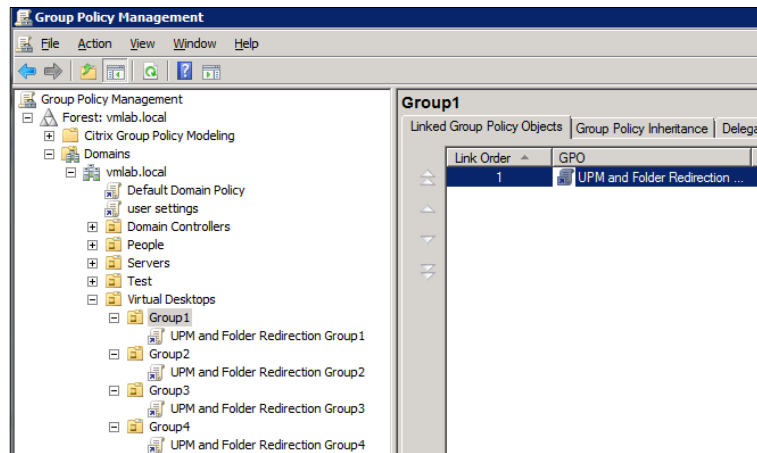 Group Policy Management
File Action View Window Help
Group Policy Management
Forest: vmlab.local
Citrix Group Policy Modeling
Domains
vmlab.local
Default Domain Policy
user settings
Domain Controllers
People
Servers
Test
Virtual Desktops
Group1
UPM and Folder Redirection Group1
Group2
UPM and Folder Redirection Group2
Group3
UPM and Folder Redirection Group3
Group4
UPM and Folder Redirection Group4
Group1
Linked Group Policy Objects Group Policy Inheritance Delega
Link Order GPO
1 UPM and Folder Redirection ...